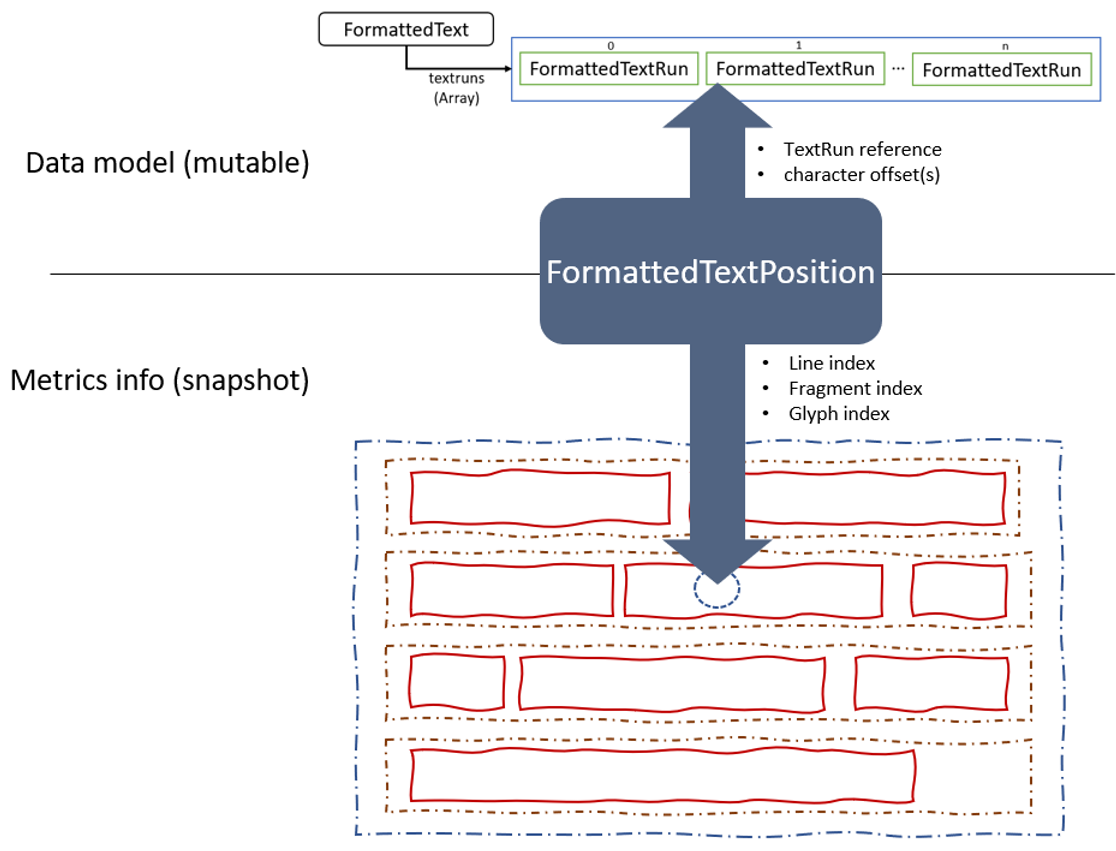 FormattedText
textruns
(Array)
0 1 n
FormattedTextRun FormattedTextRun ... FormattedTextRun
Data model (mutable)
• TextRun reference
• character offset(s)
FormattedTextPosition
Metrics info (snapshot)
• Line index
• Fragment index
• Glyph index